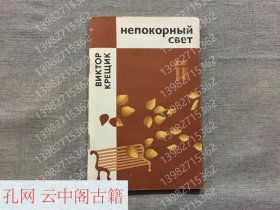 ВИКТОР
КРЕЩИК
непокорный
свет
13982715362
孔网 云中阁古籍